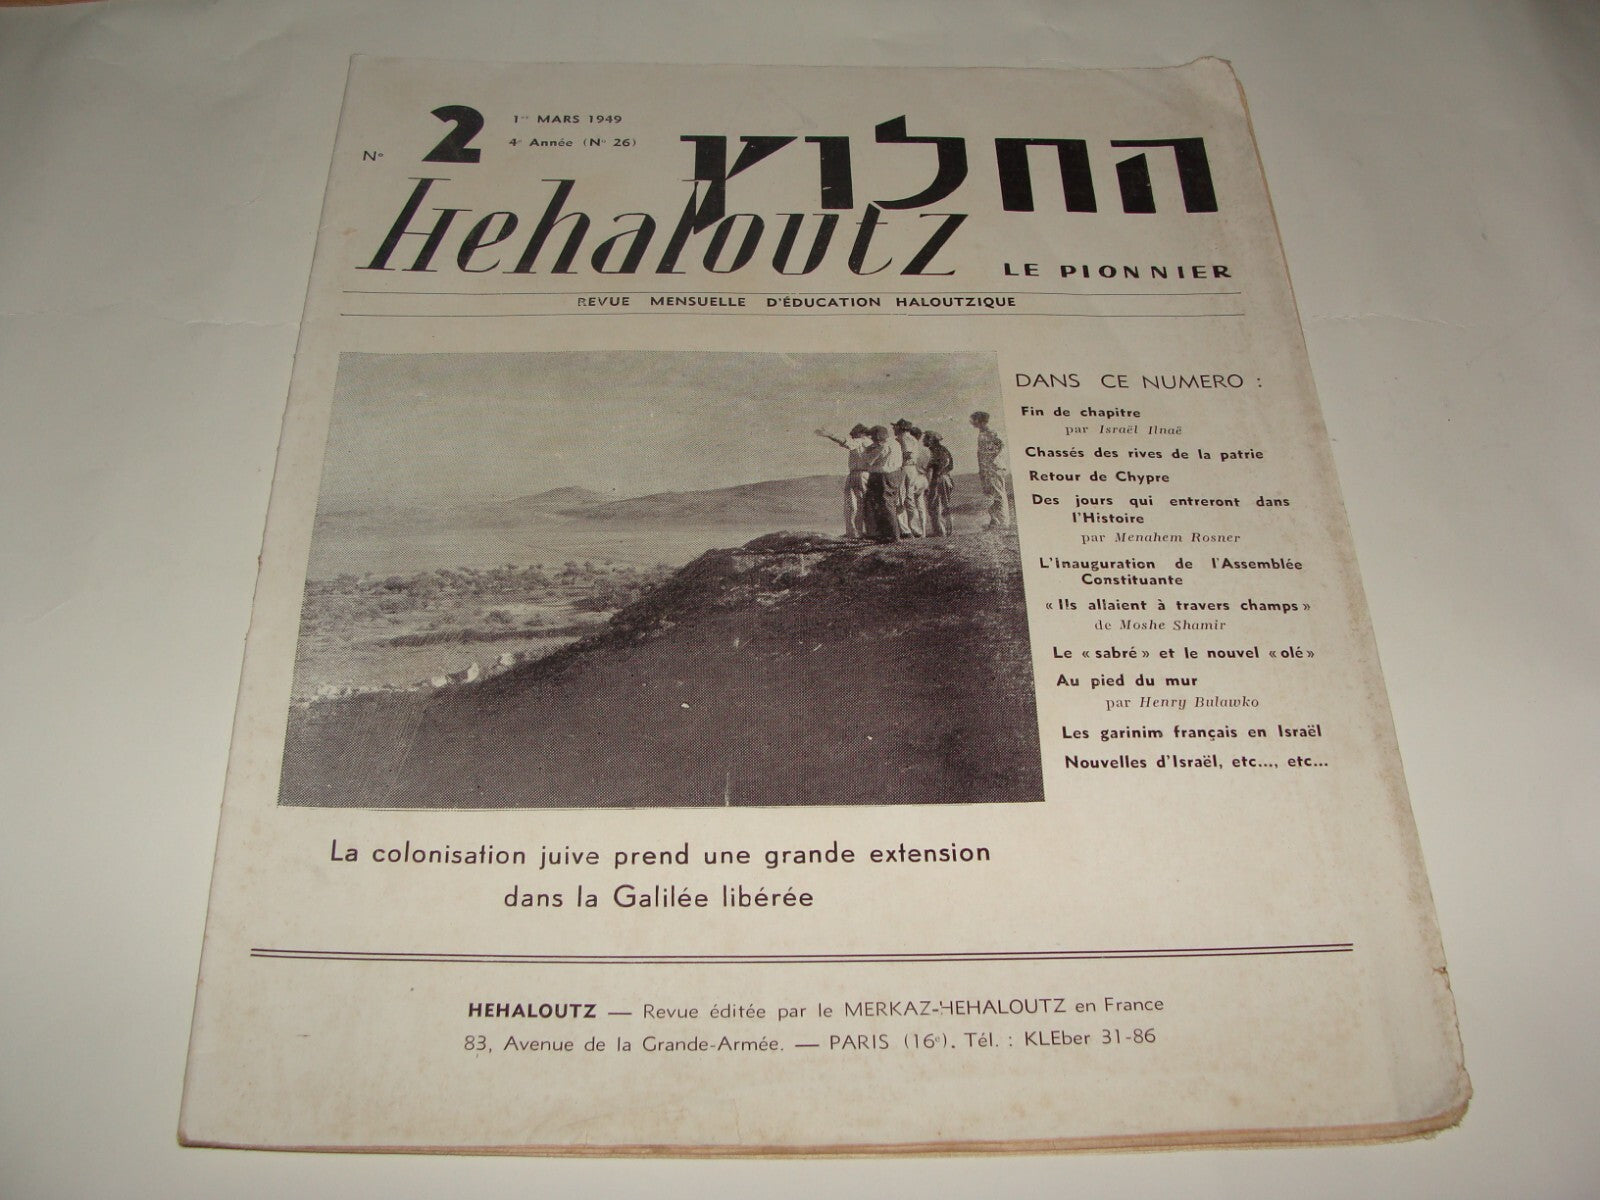 N° 2
1er MARS 1949
4e Année (N° 26)
החלוץ
Hehaloutz
LE PIONNIER
REVUE MENSUELLE D'ÉDUCATION HALOUTZIQUE
DANS CE NUMERO :
Fin de chapitre
par Israël Ilnaë
Chassés des rives de la patrie
Retour de Chypre
Des jours qui entreront dans
l'Histoire
par Menahem Rosner
L'Inauguration de l'Assemblée
Constituante
« Ils allaient à travers champs »
de Moshe Shamir
Le « sabré » et le nouvel « olé »
Au pied du mur
par Henry Bulawko
Les garinim français en Israël
Nouvelles d'Israël, etc..., etc...
La colonisation juive prend une grande extension
dans la Galilée libérée
HEHALOUTZ — Revue éditée par le MERKAZ-HEHALOUTZ en France
83, Avenue de la Grande-Armée. — PARIS (16e). Tél. : KLEber 31-86